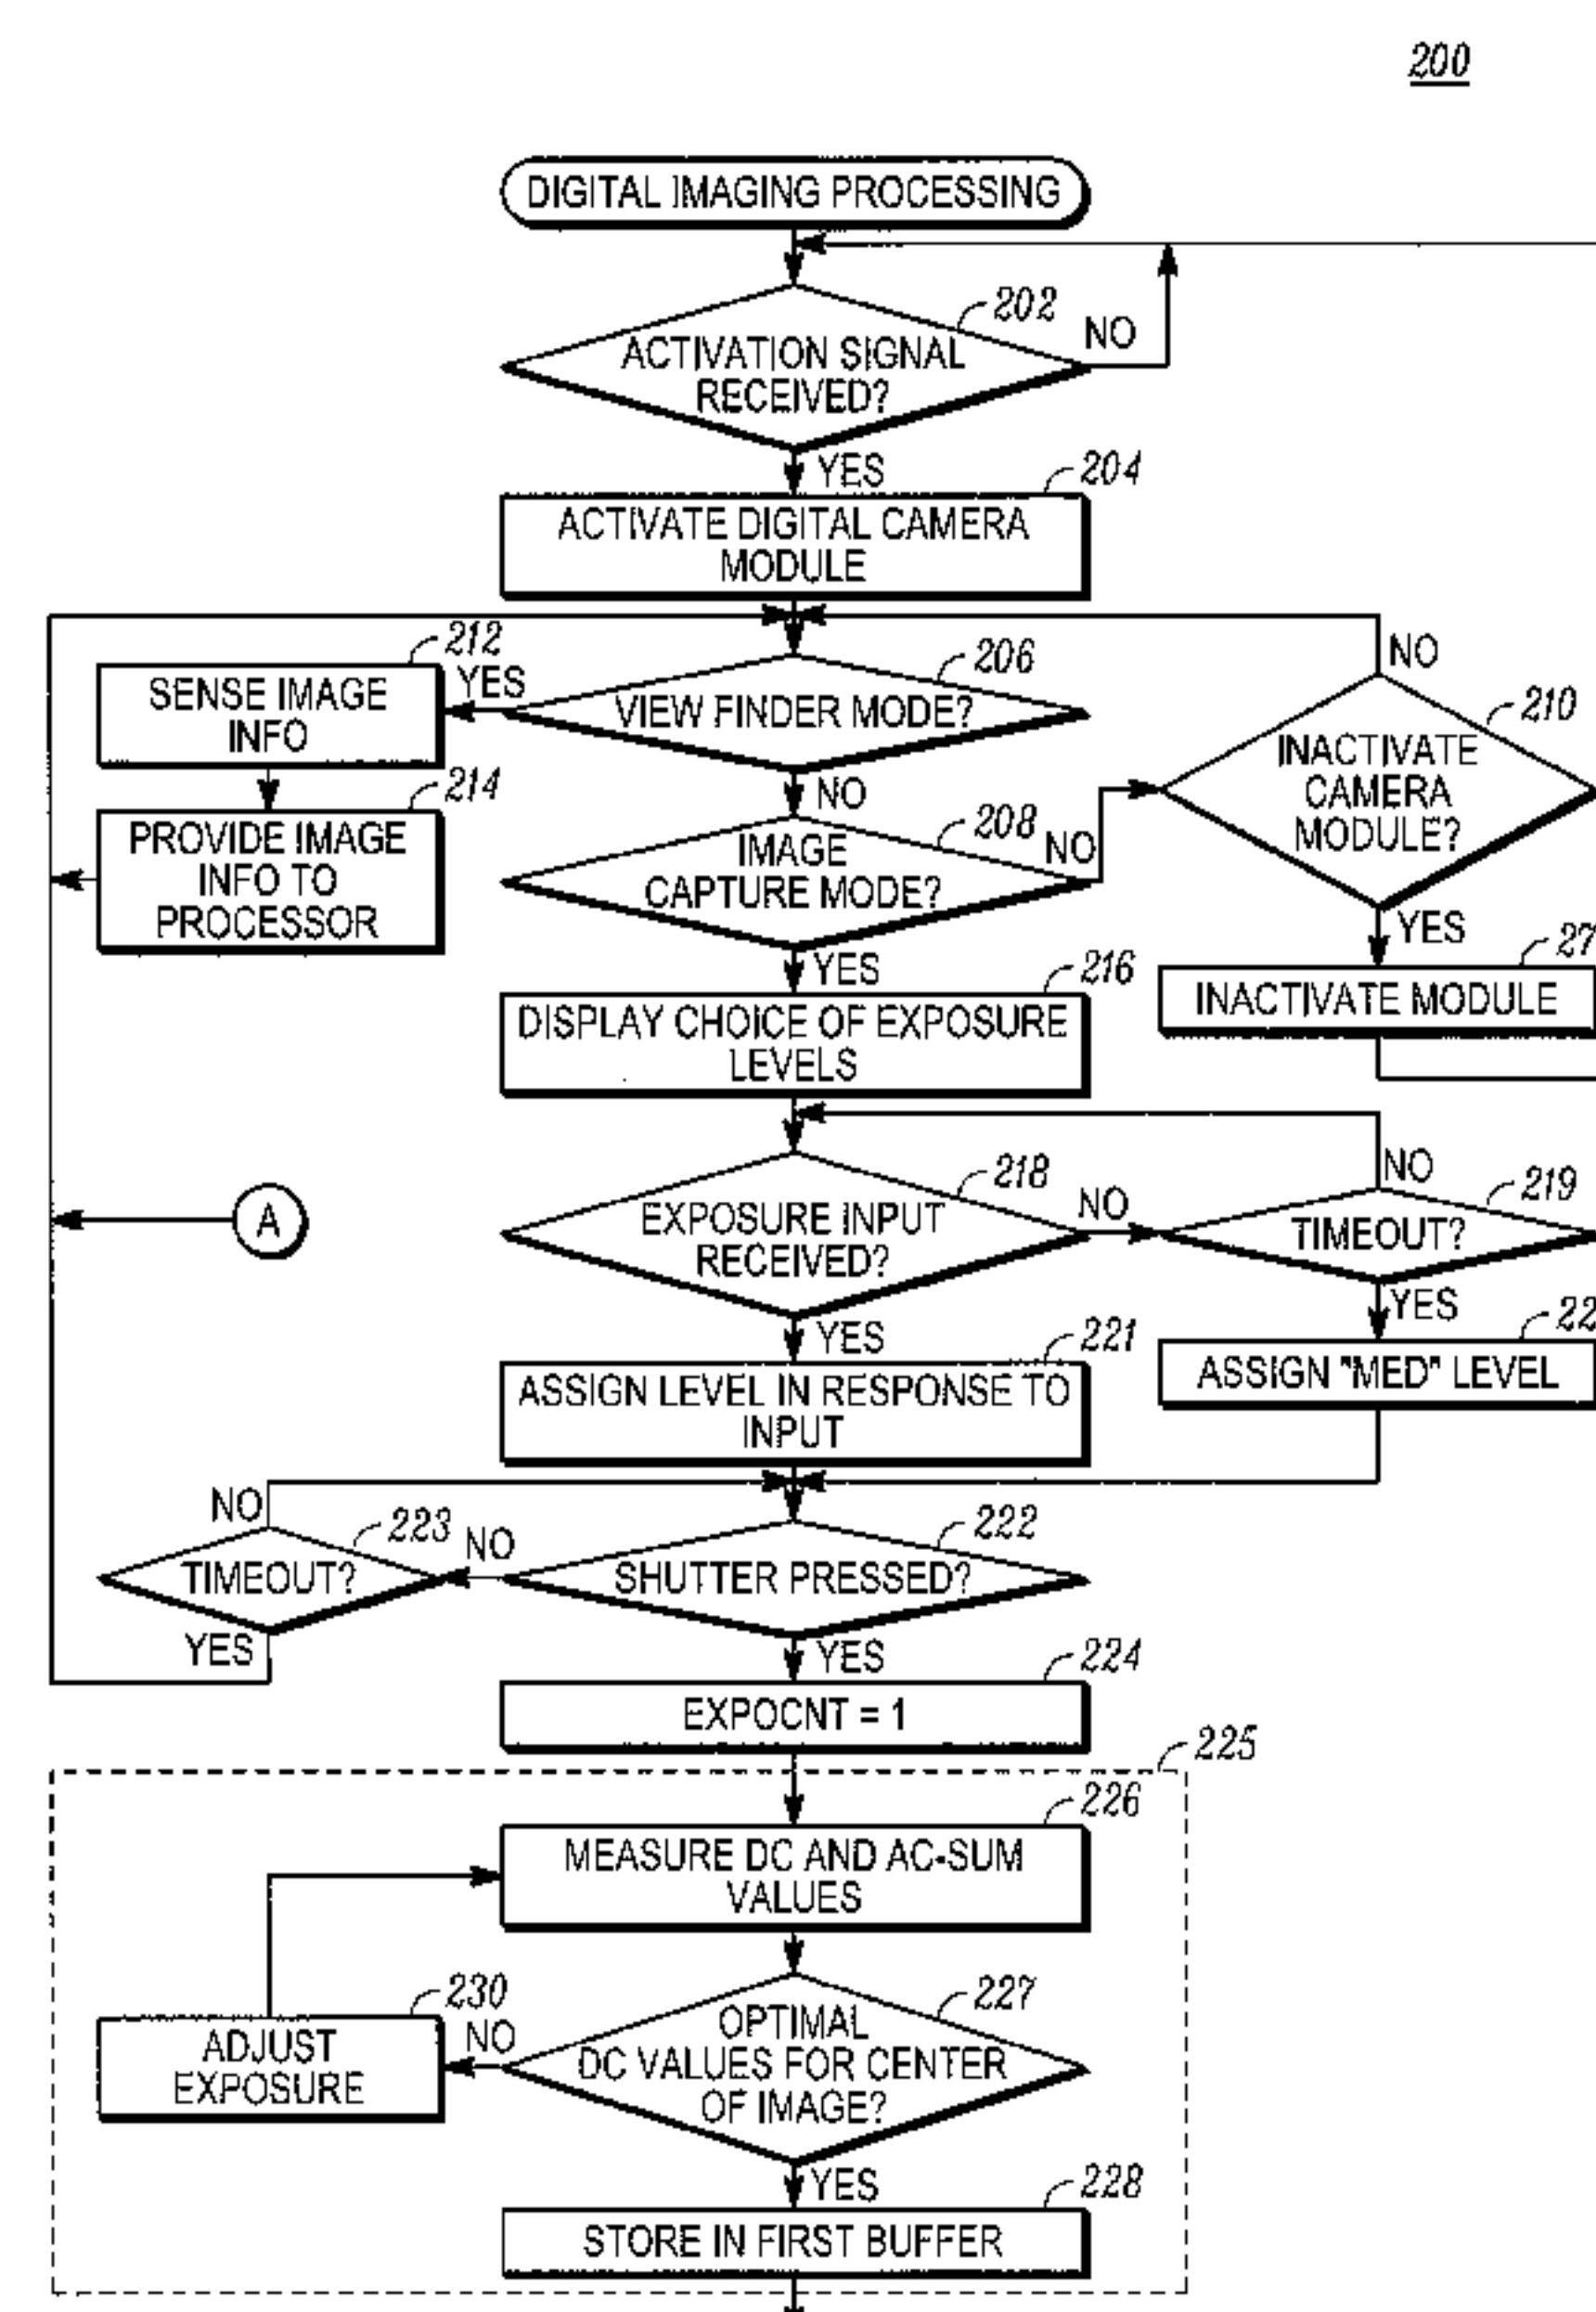 200
DIGITAL IMAGING PROCESSING
202
ACTIVATION SIGNAL
RECEIVED?
NO
YES
204
ACTIVATE DIGITAL CAMERA
MODULE
212
SENSE IMAGE
INFO
YES
206
VIEW FINDER MODE?
NO
NO
210
INACTIVATE
CAMERA
MODULE?
214
PROVIDE IMAGE
INFO TO
PROCESSOR
208
IMAGE
CAPTURE MODE?
NO
YES
YES
216
DISPLAY CHOICE OF EXPOSURE
LEVELS
27
INACTIVATE MODULE
A
218
EXPOSURE INPUT
RECEIVED?
NO
NO
219
TIMEOUT?
YES
YES
221
ASSIGN LEVEL IN RESPONSE TO
INPUT
22
ASSIGN "MED" LEVEL
NO
223
TIMEOUT?
NO
222
SHUTTER PRESSED?
YES
YES
224
EXPOCNT = 1
225
226
MEASURE DC AND AC-SUM
VALUES
230
ADJUST
EXPOSURE
NO
227
OPTIMAL
DC VALUES FOR CENTER
OF IMAGE?
YES
228
STORE IN FIRST BUFFER